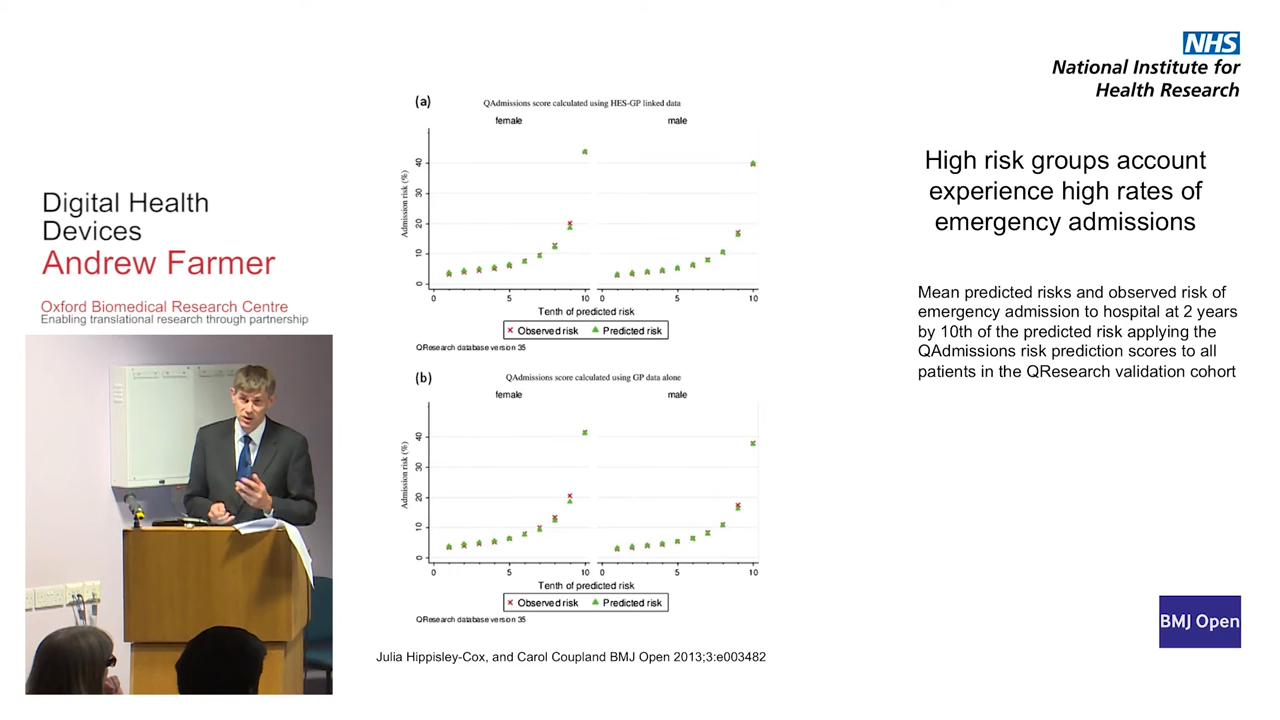 Digital Health
Devices
Andrew Farmer
Oxford Biomedical Research Centre
Enabling translational research through partnership
(a)
QAdmissions score calculated using HES-GP linked data
female
male
Admission risk (%)
40
30
20
10
0
0
5
10
0
5
10
Tenth of predicted risk
Observed risk
Predicted risk
QResearch database version 35
(b)
QAdmissions score calculated using GP data alone
female
male
Admission risk (%)
40
30
20
10
0
0
5
10
0
5
10
Tenth of predicted risk
Observed risk
Predicted risk
QResearch database version 35
Julia Hippisley-Cox, and Carol Coupland BMJ Open 2013;3:e003482
NHS
National Institute for
Health Research
High risk groups account
experience high rates of
emergency admissions
Mean predicted risks and observed risk of
emergency admission to hospital at 2 years
by 10th of the predicted risk applying the
QAdmissions risk prediction scores to all
patients in the QResearch validation cohort
BMJ Open